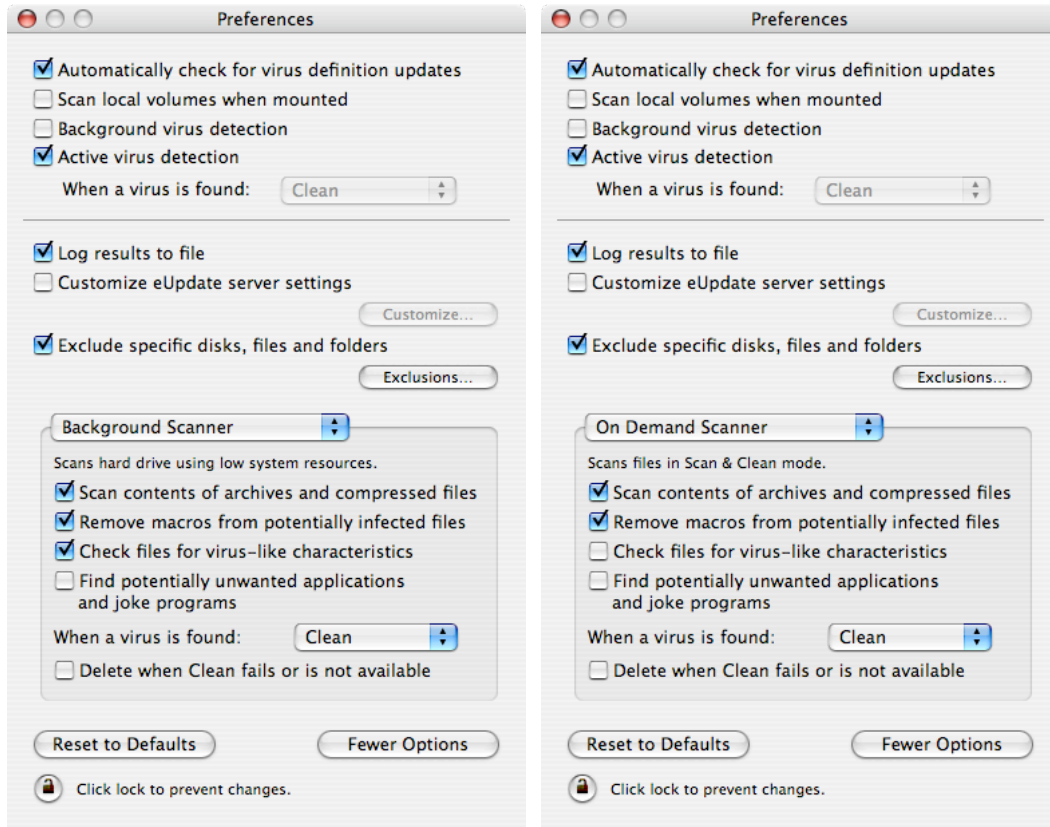 Preferences
Automatically check for virus definition updates
Scan local volumes when mounted
Background virus detection
Active virus detection
When a virus is found: Clean
Log results to file
Customize eUpdate server settings
Customize...
Exclude specific disks, files and folders
Exclusions...
Background Scanner
Scans hard drive using low system resources.
Scan contents of archives and compressed files
Remove macros from potentially infected files
Check files for virus-like characteristics
Find potentially unwanted applications
and joke programs
When a virus is found: Clean
Delete when Clean fails or is not available
Reset to Defaults Fewer Options
Click lock to prevent changes.
Preferences
Automatically check for virus definition updates
Scan local volumes when mounted
Background virus detection
Active virus detection
When a virus is found: Clean
Log results to file
Customize eUpdate server settings
Customize...
Exclude specific disks, files and folders
Exclusions...
On Demand Scanner
Scans files in Scan & Clean mode.
Scan contents of archives and compressed files
Remove macros from potentially infected files
Check files for virus-like characteristics
Find potentially unwanted applications
and joke programs
When a virus is found: Clean
Delete when Clean fails or is not available
Reset to Defaults Fewer Options
Click lock to prevent changes.